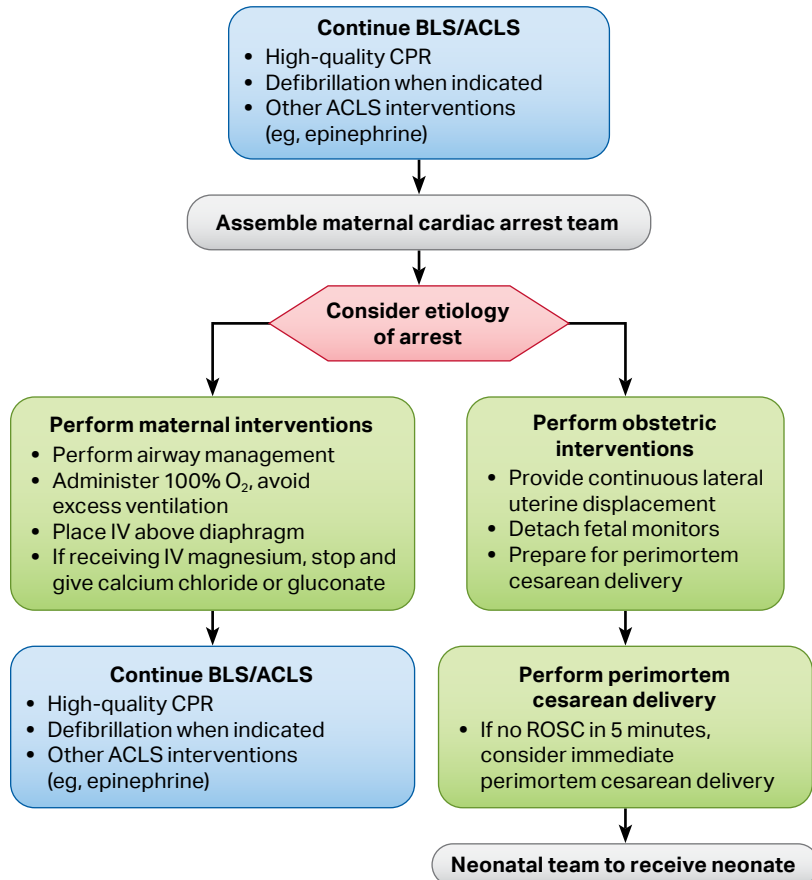 Continue BLS/ACLS
• High-quality CPR
• Defibrillation when indicated
• Other ACLS interventions
(eg, epinephrine)
Assemble maternal cardiac arrest team
Consider etiology
of arrest
Perform maternal interventions
• Perform airway management
• Administer 100% O₂, avoid
excess ventilation
• Place IV above diaphragm
• If receiving IV magnesium, stop and
give calcium chloride or gluconate
Continue BLS/ACLS
• High-quality CPR
• Defibrillation when indicated
• Other ACLS interventions
(eg, epinephrine)
Perform obstetric
interventions
• Provide continuous lateral
uterine displacement
• Detach fetal monitors
• Prepare for perimortem
cesarean delivery
Perform perimortem
cesarean delivery
• If no ROSC in 5 minutes,
consider immediate
perimortem cesarean delivery
Neonatal team to receive neonate